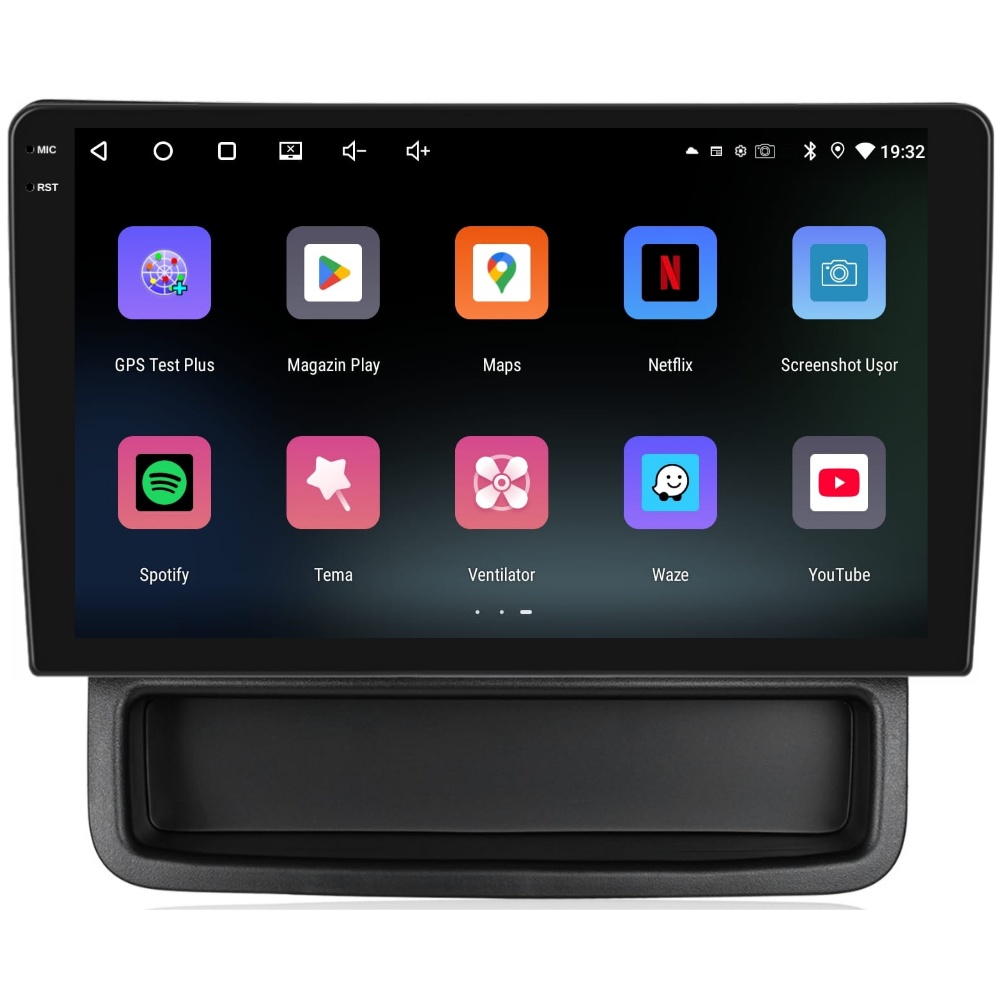 MIC
19:32
RST
GPS Test Plus
Magazin Play
Maps
Netflix
Screenshot Ușor
Spotify
Tema
Ventilator
Waze
YouTube